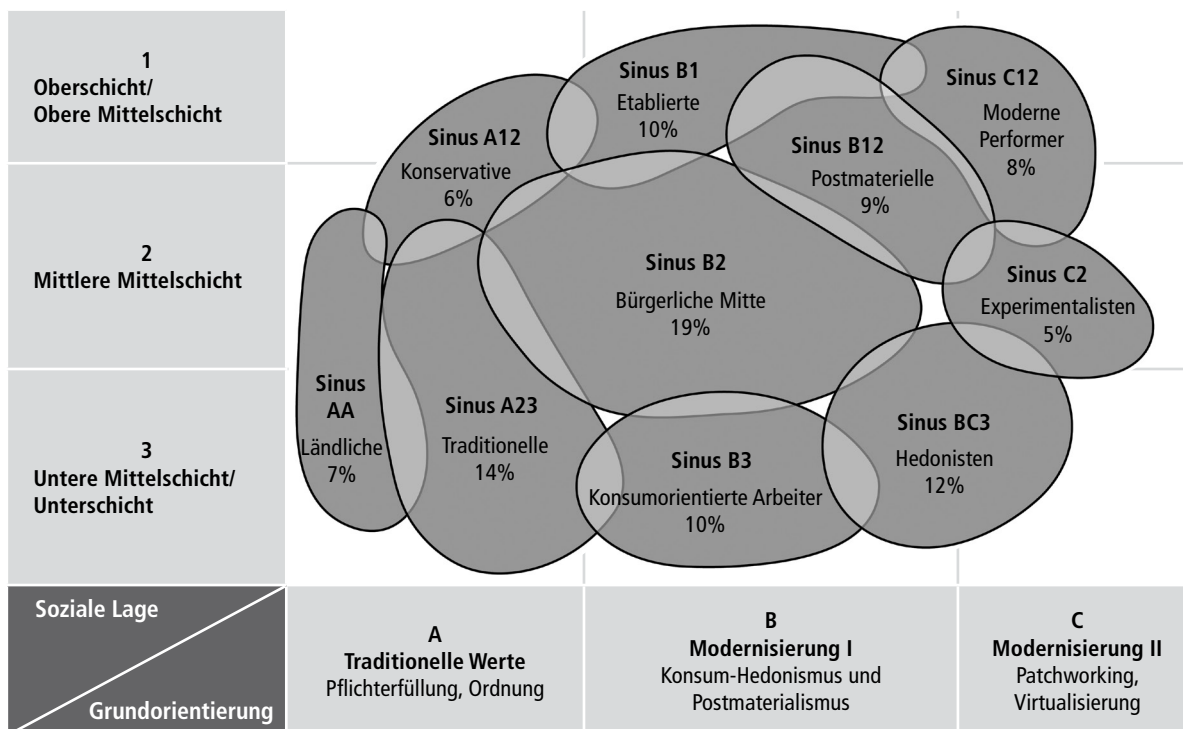 1
Oberschicht/
Obere Mittelschicht
2
Mittlere Mittelschicht
3
Untere Mittelschicht/
Unterschicht
Sinus B1
Etablierte
10%
Sinus C12
Moderne
Performer
8%
Sinus A12
Konservative
6%
Sinus B12
Postmaterielle
9%
Sinus B2
Bürgerliche Mitte
19%
Sinus C2
Experimentalisten
5%
Sinus
AA
Ländliche
7%
Sinus A23
Traditionelle
14%
Sinus B3
Konsumorientierte Arbeiter
10%
Sinus BC3
Hedonisten
12%
Soziale Lage
Grundorientierung
A
Traditionelle Werte
Pflichterfüllung, Ordnung
B
Modernisierung I
Konsum-Hedonismus und
Postmaterialismus
C
Modernisierung II
Patchworking,
Virtualisierung